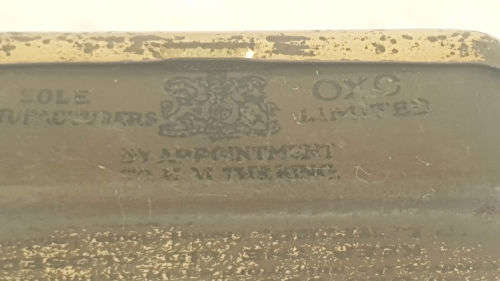 SOLE
MANUFACTURERS
OXO
LIMITED
BY APPOINTMENT
TO H. M. THE KING.